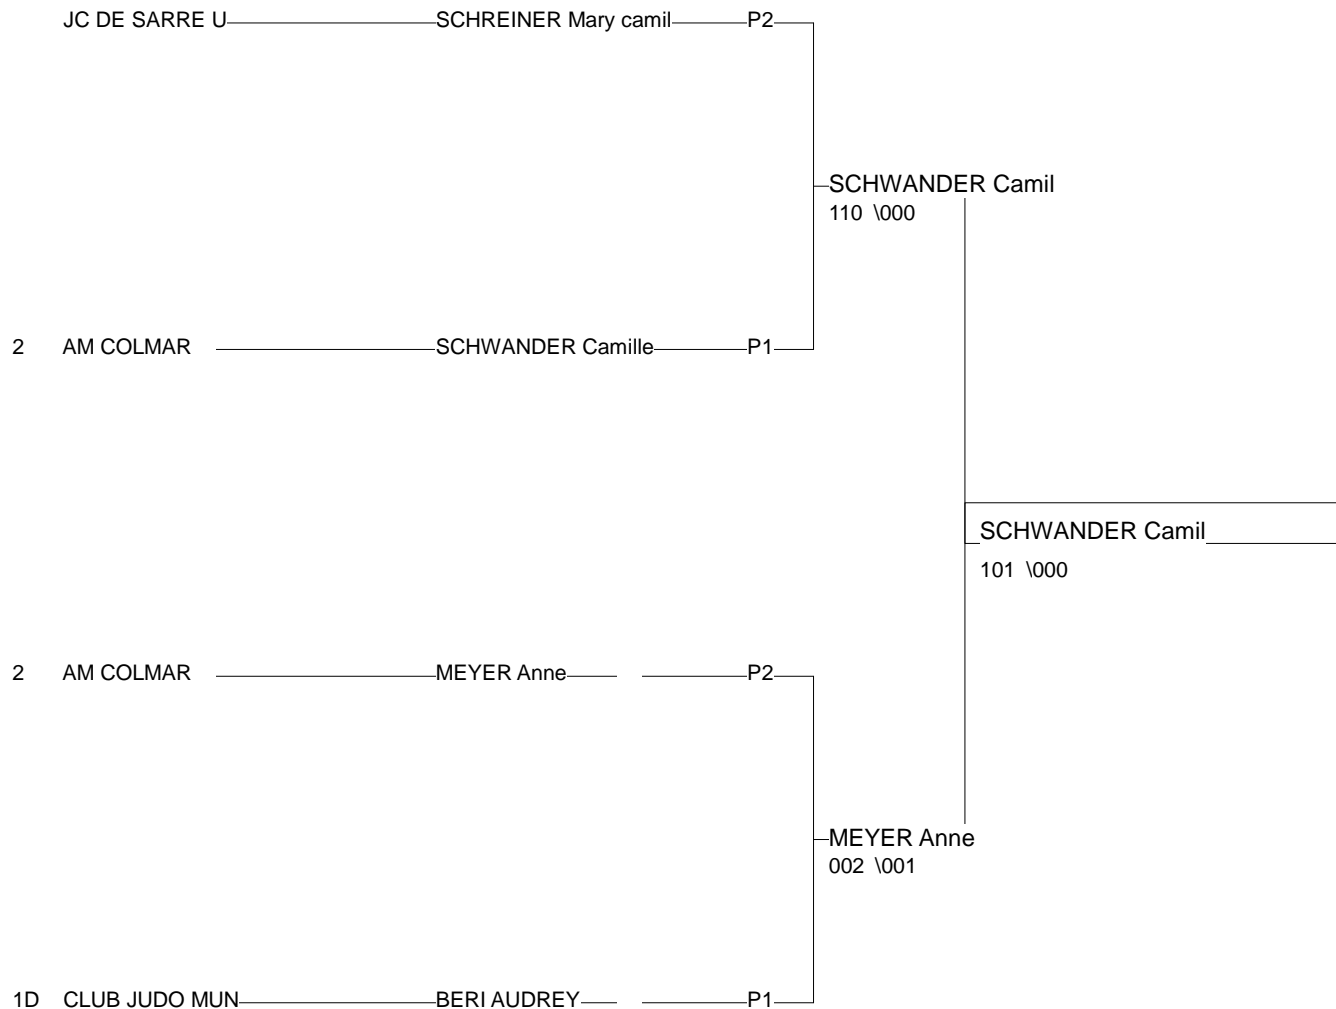 JC DE SARRE U SCHREINER Mary camil P2
SCHWANDER Camil
110 \000
2 AM COLMAR SCHWANDER Camille P1
SCHWANDER Camil
101 \000
2 AM COLMAR MEYER Anne P2
MEYER Anne
002 \001
1D CLUB JUDO MUN BERI AUDREY P1